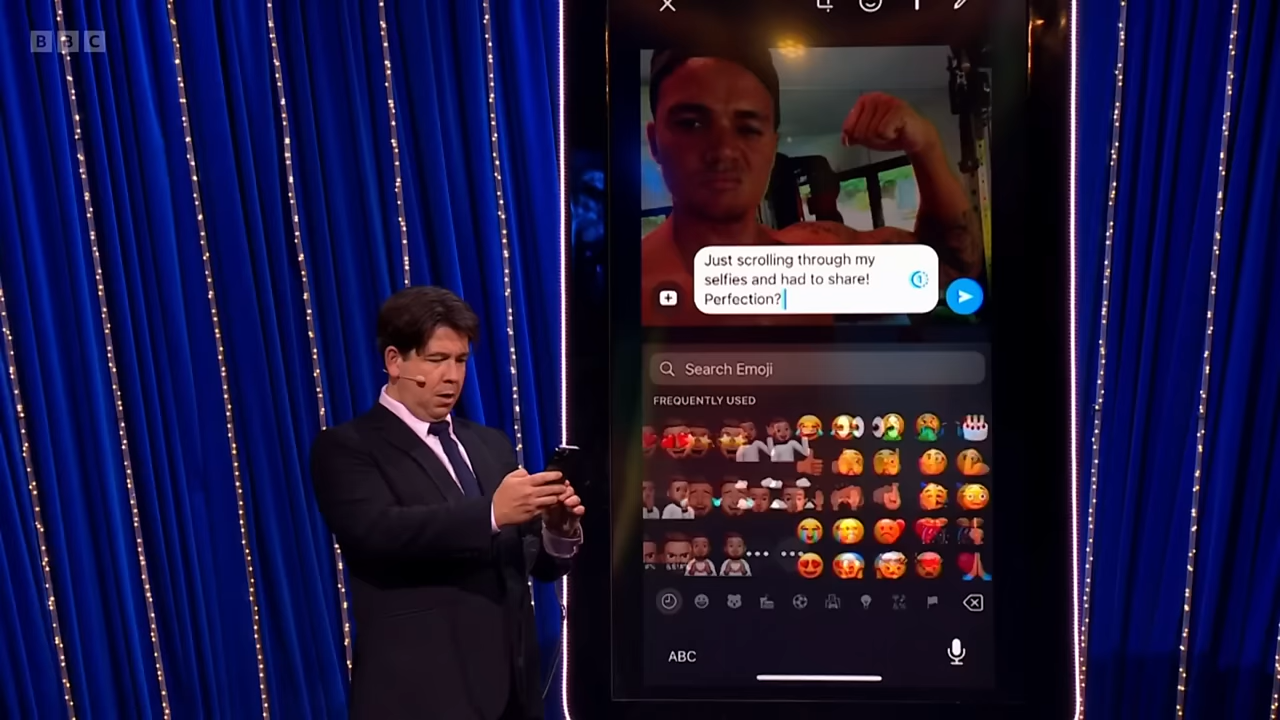 BBC
Just scrolling through my
selfies and had to share!
Perfection?
Search Emoji
FREQUENTLY USED
ABC